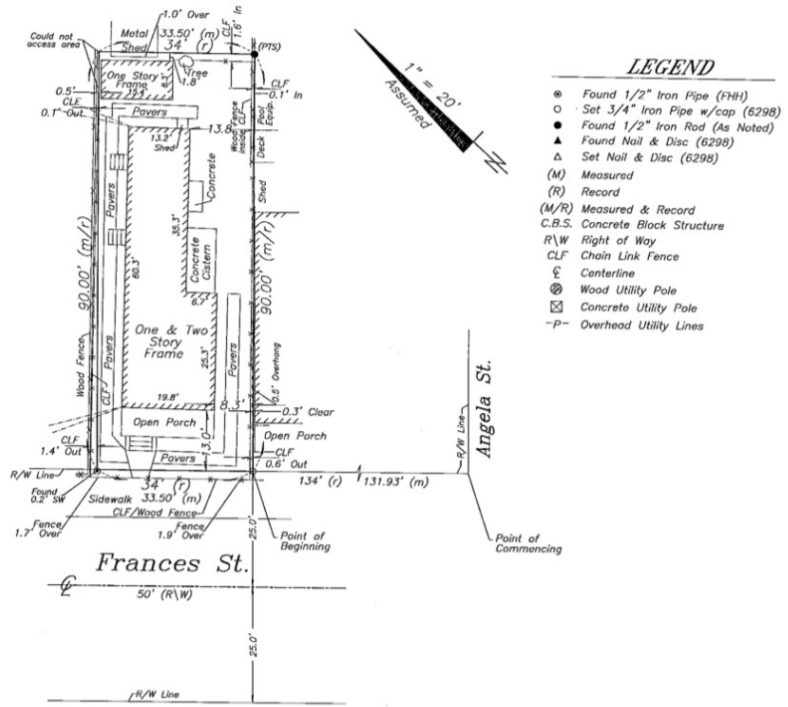 1.0' Over
Could not
access area
Metal
Shed
33.50' (m)
34' (r)
CLF
1.6' In
(PTS)
One Story
Frame
Tree
1.8'
CLF
0.1' In
0.5'
CLF
0.1' Out
Pavers
13.2'
Shed
13.8'
Wood Fence
inside CLF
Deck
Pool
Equip.
Shed
Pavers
Concrete
35.3'
Concrete
Cistern
60.3'
90.00' (m/r)
90.00' (m/r)
One & Two
Story
Frame
25.3'
Pavers
Pavers
Wood Fence
CLF
0.5' Overhang
19.8'
8.3'
0.3' Clear
Open Porch
13.0'
Open Porch
CLF
1.4' Out
CLF
0.6' Out
Pavers
R/W Line
Found
0.2' SW
34' (r)
33.50' (m)
Sidewalk
CLF/Wood Fence
Fence
1.7' Over
Fence
1.9' Over
134' (r)
131.93' (m)
R/W Line
Angela St.
Point of
Beginning
Point of
Commencing
25.0'
Frances St.
℄
50' (R\W)
25.0'
R/W Line
1" = 20'
Assumed
N
LEGEND
Found 1/2" Iron Pipe (FHH)
Set 3/4" Iron Pipe w/cap (6298)
Found 1/2" Iron Rod (As Noted)
Found Nail & Disc (6298)
Set Nail & Disc (6298)
(M) Measured
(R) Record
(M/R) Measured & Record
C.B.S. Concrete Block Structure
R\W Right of Way
CLF Chain Link Fence
℄ Centerline
Wood Utility Pole
Concrete Utility Pole
-P- Overhead Utility Lines